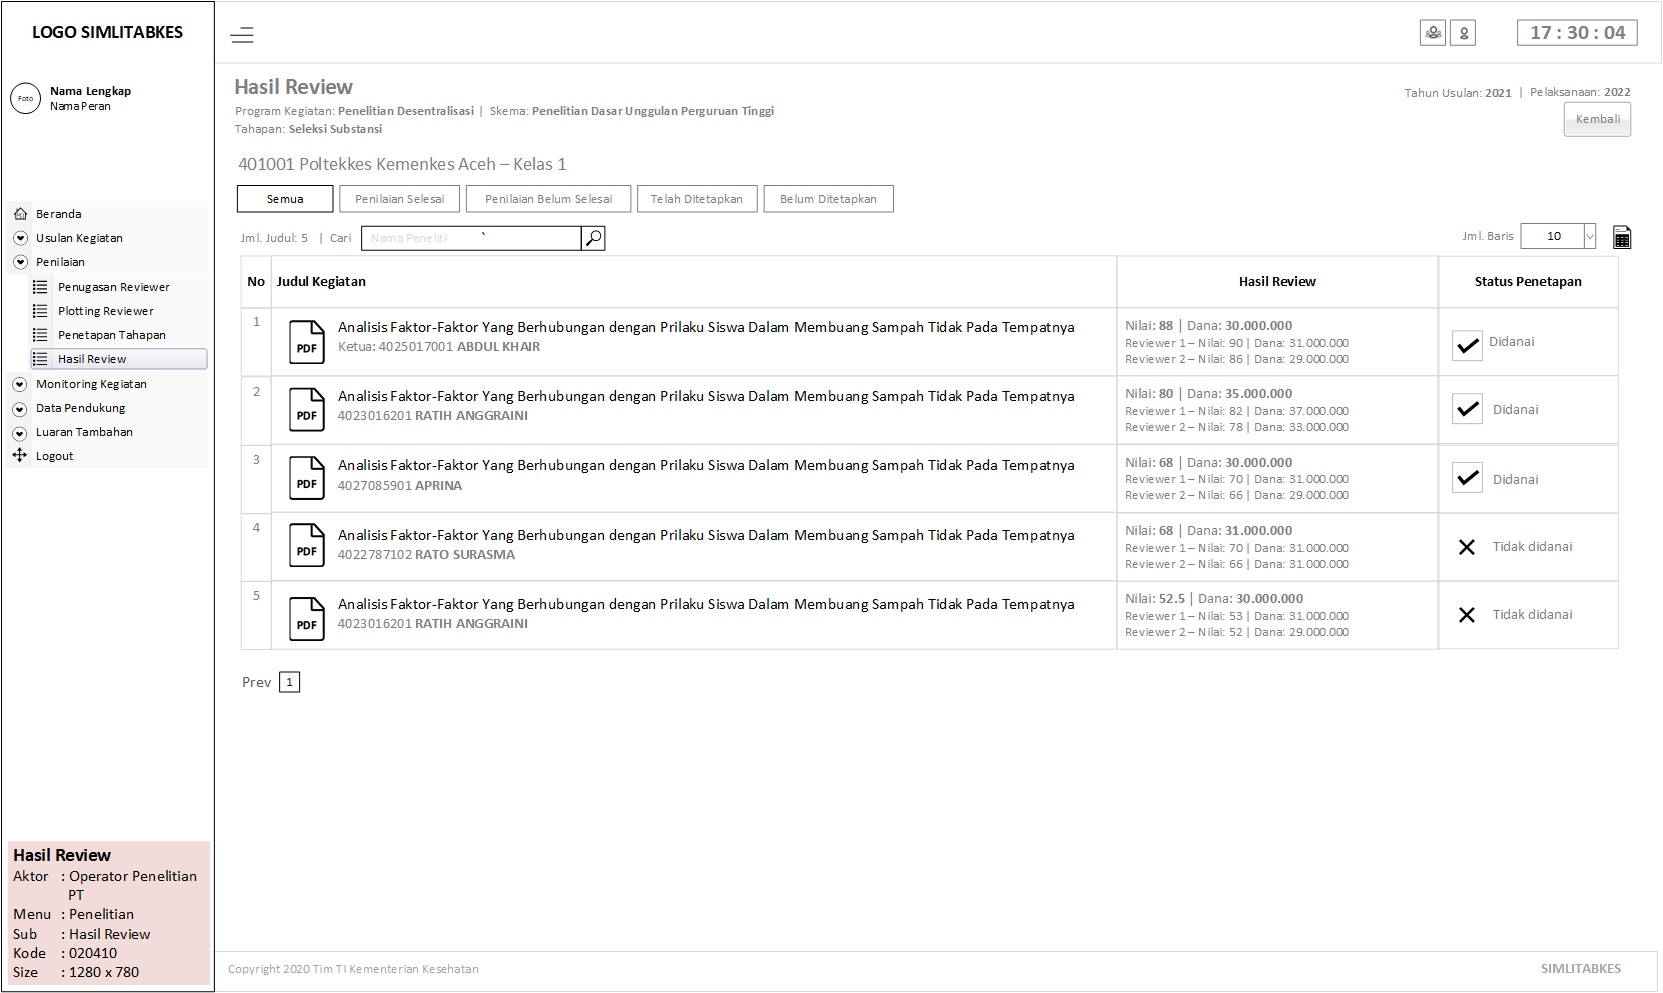 LOGO SIMLITABKES
Foto
Nama Lengkap
Nama Peran
Beranda
Usulan Kegiatan
Penilaian
Penugasan Reviewer
Plotting Reviewer
Penetapan Tahapan
Hasil Review
Monitoring Kegiatan
Data Pendukung
Luaran Tambahan
Logout
Hasil Review
Aktor : Operator Penelitian
PT
Menu : Penelitian
Sub : Hasil Review
Kode : 020410
Size : 1280 x 780
17 : 30 : 04
Hasil Review
Program Kegiatan: Penelitian Desentralisasi | Skema: Penelitian Dasar Unggulan Perguruan Tinggi
Tahapan: Seleksi Substansi
Tahun Usulan: 2021 | Pelaksanaan: 2022
Kembali
401001 Poltekkes Kemenkes Aceh – Kelas 1
Semua Penilaian Selesai Penilaian Belum Selesai Telah Ditetapkan Belum Ditetapkan
Jml. Judul: 5 | Cari Nama Peneliti ` Jml. Baris 10
No Judul Kegiatan Hasil Review Status Penetapan
1
PDF
Analisis Faktor-Faktor Yang Berhubungan dengan Prilaku Siswa Dalam Membuang Sampah Tidak Pada Tempatnya
Ketua: 4025017001 ABDUL KHAIR
Nilai: 88 | Dana: 30.000.000
Reviewer 1 – Nilai: 90 | Dana: 31.000.000
Reviewer 2 – Nilai: 86 | Dana: 29.000.000
Didanai
2
PDF
Analisis Faktor-Faktor Yang Berhubungan dengan Prilaku Siswa Dalam Membuang Sampah Tidak Pada Tempatnya
4023016201 RATIH ANGGRAINI
Nilai: 80 | Dana: 35.000.000
Reviewer 1 – Nilai: 82 | Dana: 37.000.000
Reviewer 2 – Nilai: 78 | Dana: 33.000.000
Didanai
3
PDF
Analisis Faktor-Faktor Yang Berhubungan dengan Prilaku Siswa Dalam Membuang Sampah Tidak Pada Tempatnya
4027085901 APRINA
Nilai: 68 | Dana: 30.000.000
Reviewer 1 – Nilai: 70 | Dana: 31.000.000
Reviewer 2 – Nilai: 66 | Dana: 29.000.000
Didanai
4
PDF
Analisis Faktor-Faktor Yang Berhubungan dengan Prilaku Siswa Dalam Membuang Sampah Tidak Pada Tempatnya
4022787102 RATO SURASMA
Nilai: 68 | Dana: 31.000.000
Reviewer 1 – Nilai: 70 | Dana: 31.000.000
Reviewer 2 – Nilai: 66 | Dana: 31.000.000
Tidak didanai
5
PDF
Analisis Faktor-Faktor Yang Berhubungan dengan Prilaku Siswa Dalam Membuang Sampah Tidak Pada Tempatnya
4023016201 RATIH ANGGRAINI
Nilai: 52.5 | Dana: 30.000.000
Reviewer 1 – Nilai: 53 | Dana: 31.000.000
Reviewer 2 – Nilai: 52 | Dana: 29.000.000
Tidak didanai
Prev 1
Copyright 2020 Tim TI Kementerian Kesehatan
SIMLITABKES